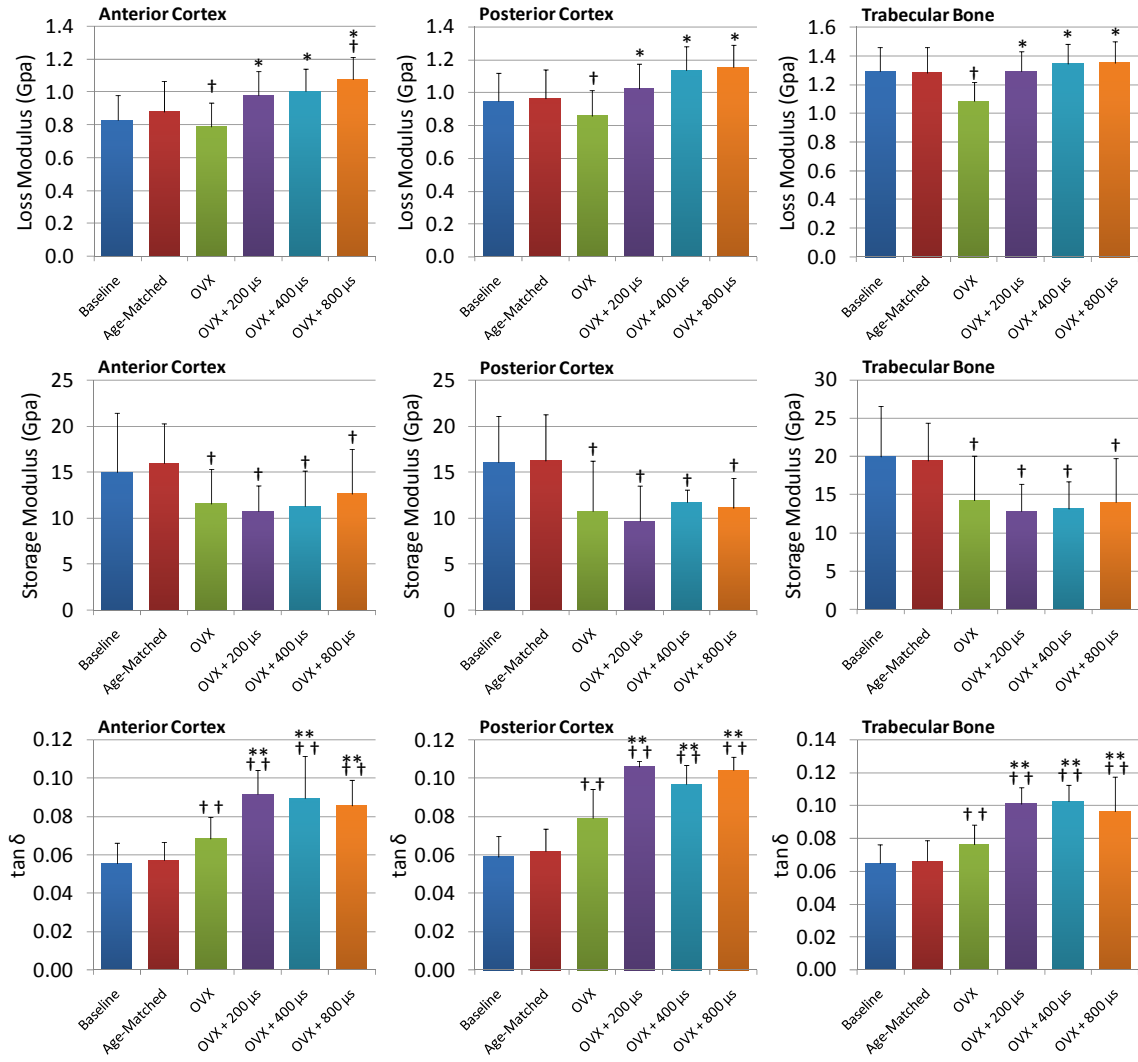 Anterior Cortex
Loss Modulus (Gpa)
1.4
1.2
1.0
0.8
0.6
0.4
0.2
0.0
†
*
*
*
†
Baseline
Age-Matched
OVX
OVX + 200 µs
OVX + 400 µs
OVX + 800 µs
Posterior Cortex
Loss Modulus (Gpa)
1.4
1.2
1.0
0.8
0.6
0.4
0.2
0.0
†
*
*
*
Baseline
Age-Matched
OVX
OVX + 200 µs
OVX + 400 µs
OVX + 800 µs
Trabecular Bone
Loss Modulus (Gpa)
1.6
1.4
1.2
1.0
0.8
0.6
0.4
0.2
0.0
†
*
*
*
Baseline
Age-Matched
OVX
OVX + 200 µs
OVX + 400 µs
OVX + 800 µs
Anterior Cortex
Storage Modulus (Gpa)
25
20
15
10
5
0
†
†
†
†
Baseline
Age-Matched
OVX
OVX + 200 µs
OVX + 400 µs
OVX + 800 µs
Posterior Cortex
Storage Modulus (Gpa)
25
20
15
10
5
0
†
†
†
†
Baseline
Age-Matched
OVX
OVX + 200 µs
OVX + 400 µs
OVX + 800 µs
Trabecular Bone
Storage Modulus (Gpa)
30
25
20
15
10
5
0
†
†
†
†
Baseline
Age-Matched
OVX
OVX + 200 µs
OVX + 400 µs
OVX + 800 µs
Anterior Cortex
tan δ
0.12
0.10
0.08
0.06
0.04
0.02
0.00
† †
**
† †
**
† †
**
† †
Baseline
Age-Matched
OVX
OVX + 200 µs
OVX + 400 µs
OVX + 800 µs
Posterior Cortex
tan δ
0.12
0.10
0.08
0.06
0.04
0.02
0.00
† †
**
† †
**
† †
**
† †
Baseline
Age-Matched
OVX
OVX + 200 µs
OVX + 400 µs
OVX + 800 µs
Trabecular Bone
tan δ
0.14
0.12
0.10
0.08
0.06
0.04
0.02
0.00
† †
**
† †
**
† †
**
† †
Baseline
Age-Matched
OVX
OVX + 200 µs
OVX + 400 µs
OVX + 800 µs